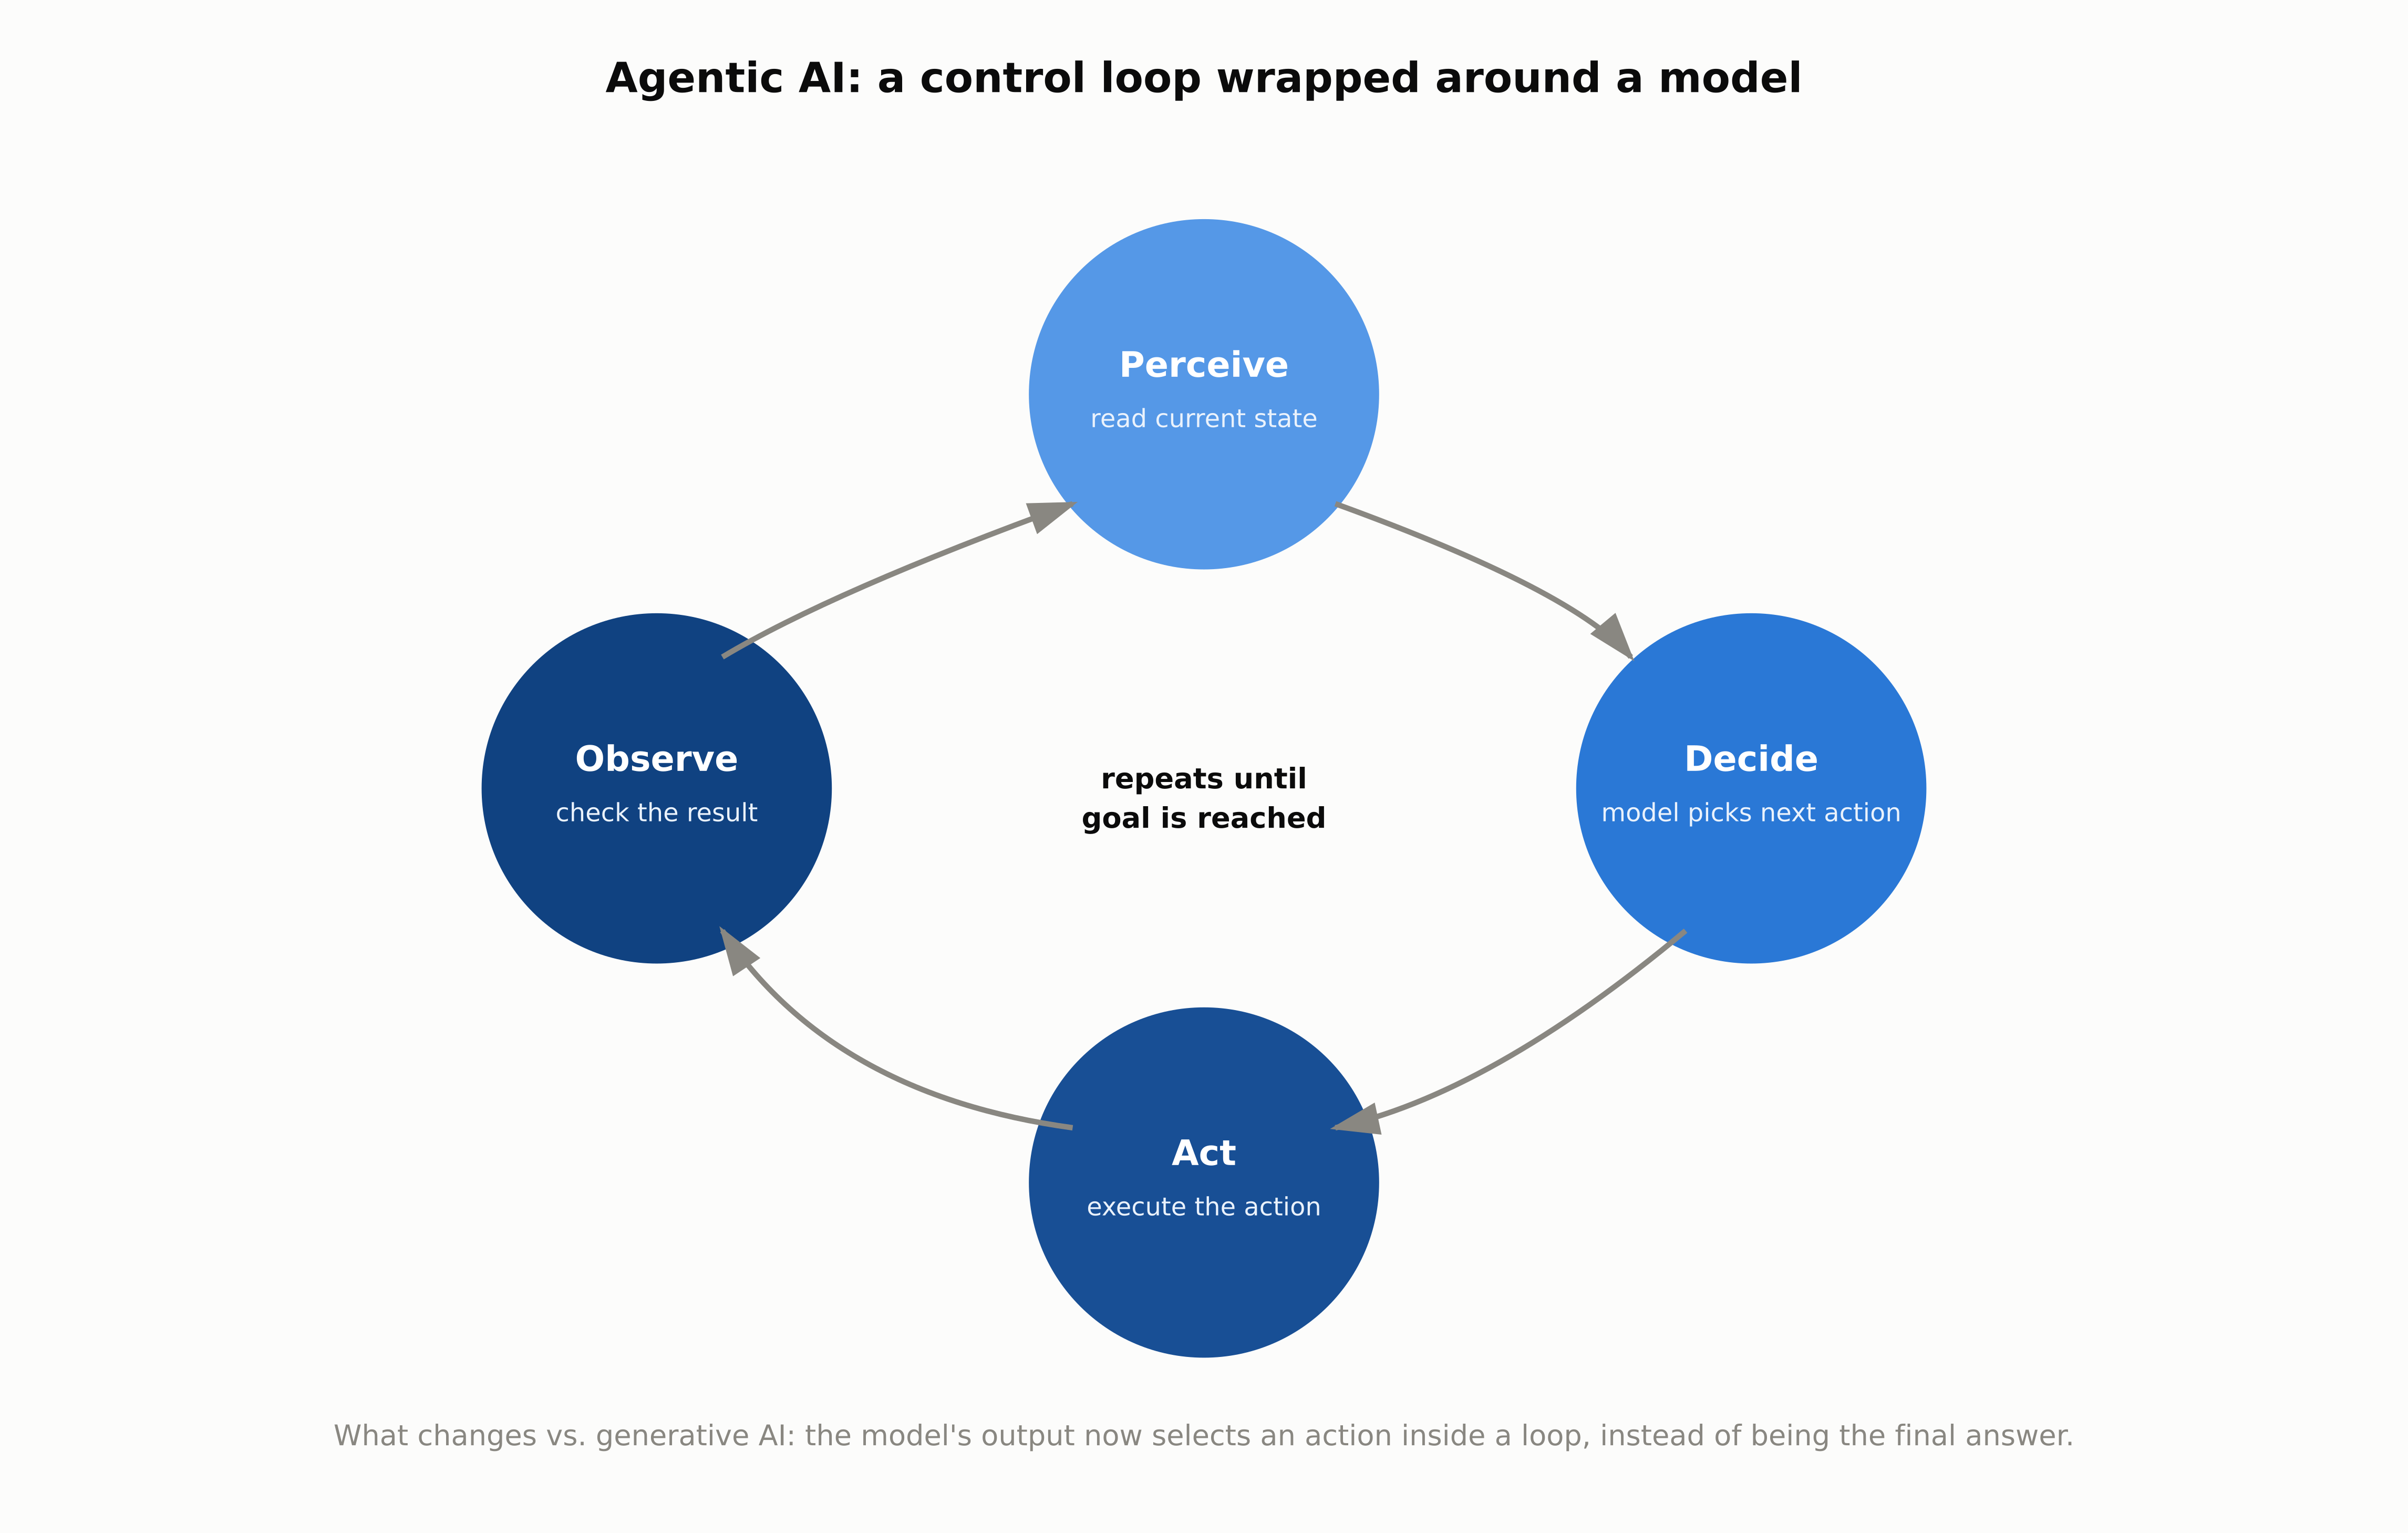 Agentic AI: a control loop wrapped around a model
Perceive
read current state
Observe
check the result
repeats until
goal is reached
Decide
model picks next action
Act
execute the action
What changes vs. generative AI: the model's output now selects an action inside a loop, instead of being the final answer.